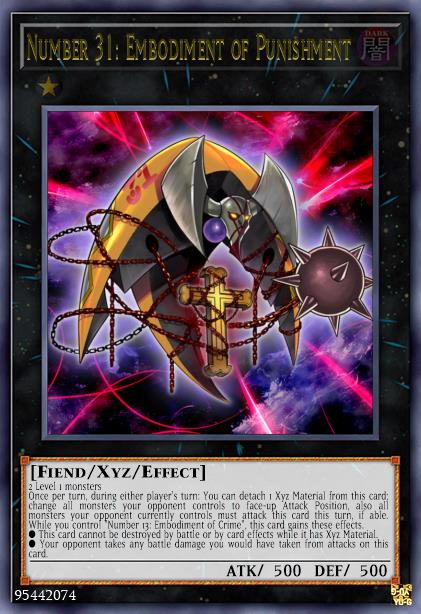 Number 31: Embodiment of Punishment
DARK
闇
31
[Fiend/Xyz/Effect]
2 Level 1 monsters
Once per turn, during either player's turn: You can detach 1 Xyz Material from this card;
change all monsters your opponent controls to face-up Attack Position, also all
monsters your opponent currently controls must attack this card this turn, if able.
While you control "Number 13: Embodiment of Crime", this card gains these effects.
● This card cannot be destroyed by battle or by card effects while it has Xyz Material.
● Your opponent takes any battle damage you would have taken from attacks on this
card.
ATK/ 500 DEF/ 500
95442074